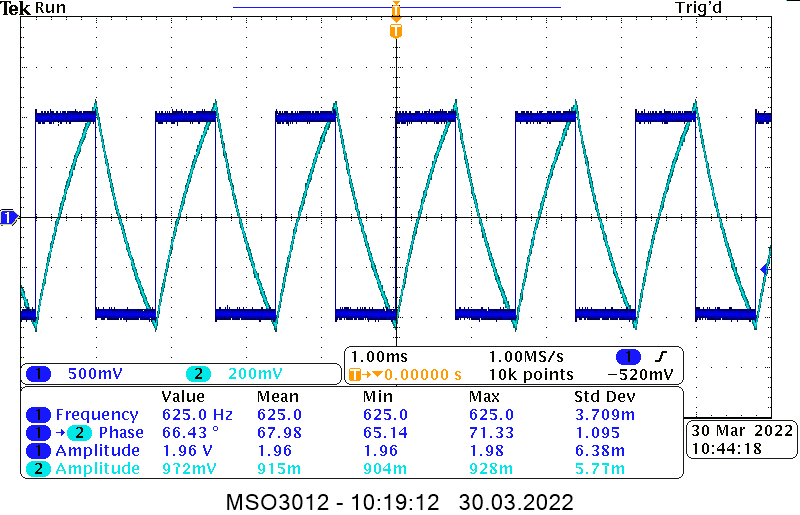 Tek Run Trig'd
T
T
T
1 500mV 2 200mV
1.00ms 1.00MS/s 1
T→▼0.00000 s 10k points −520mV
Value Mean Min Max Std Dev
1 Frequency 625.0 Hz 625.0 625.0 625.0 3.709m
1 →2 Phase 66.43 ° 67.98 65.14 71.33 1.095
1 Amplitude 1.96 V 1.96 1.96 1.98 6.38m
2 Amplitude 972mV 915m 904m 928m 5.77m
30 Mar 2022
10:44:18
MSO3012 - 10:19:12 30.03.2022